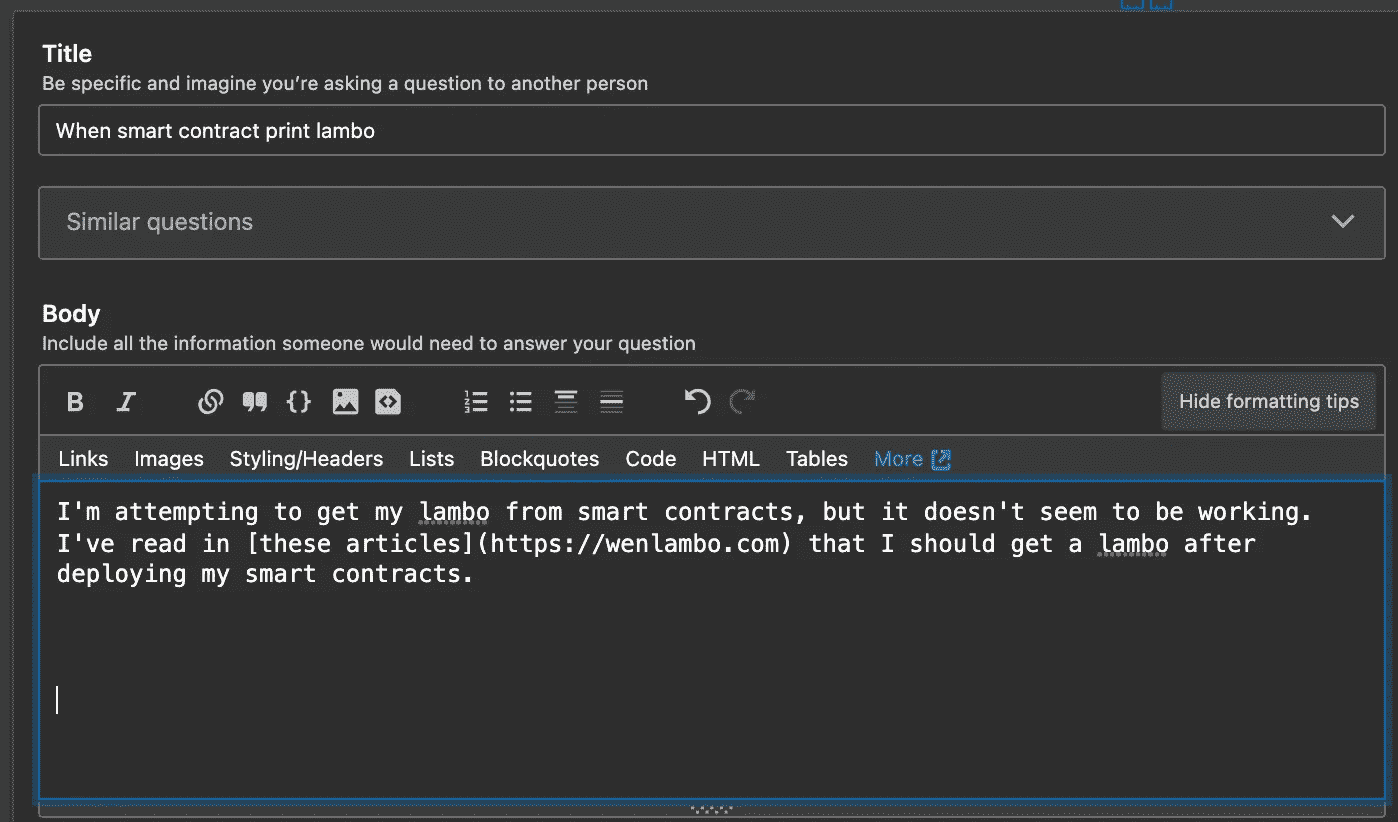 Title
Be specific and imagine you’re asking a question to another person
When smart contract print lambo
Similar questions
Body
Include all the information someone would need to answer your question
B I Hide formatting tips
Links Images Styling/Headers Lists Blockquotes Code HTML Tables More
I'm attempting to get my lambo from smart contracts, but it doesn't seem to be working.
I've read in [these articles](https://wenlambo.com) that I should get a lambo after
deploying my smart contracts.